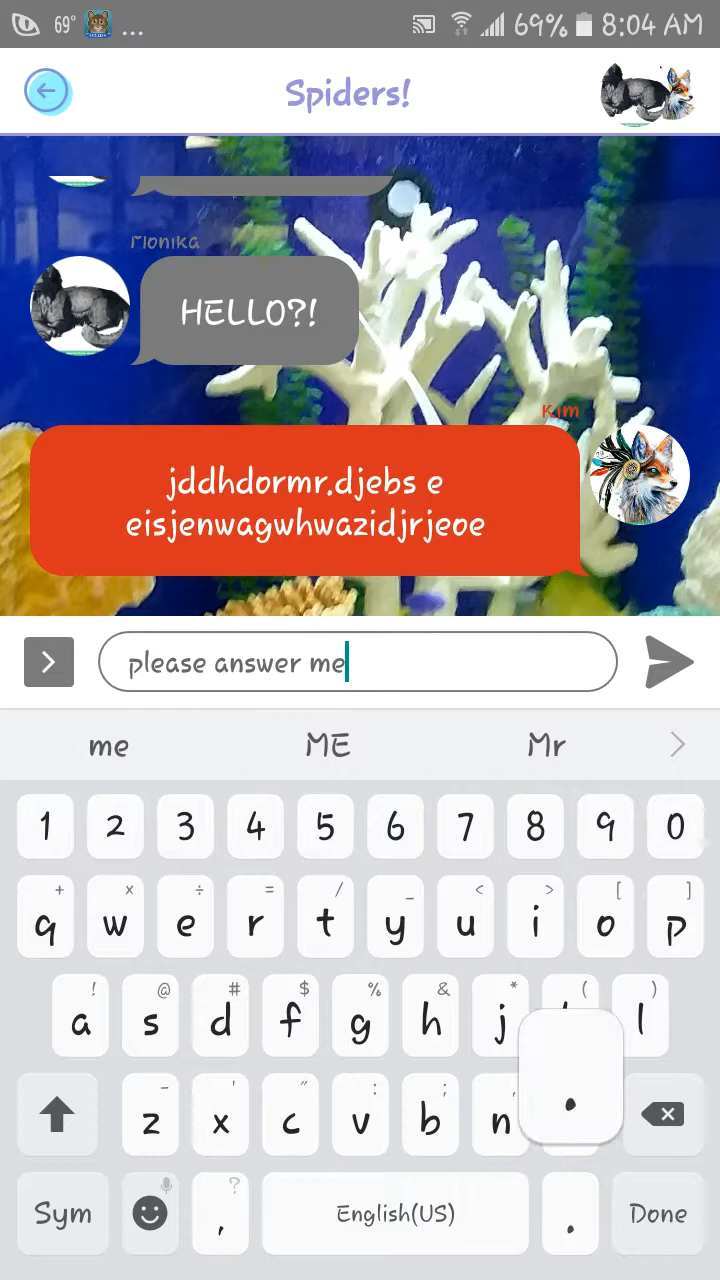 69° ... 69% 8:04 AM
Spiders!
Monika
HELLO?!
Kim
jddhdormr.djebs e
eisjenwagwhwazidjrjeoe
please answer me
me ME Mr
1 2 3 4 5 6 7 8 9 0
+ × ÷ = / _ < > [ ]
q w e r t y u i o p
! @ # $ % & * ( )
a s d f g h j l
- ' " : ;
z x c v b n .
?
Sym , English(US) . Done